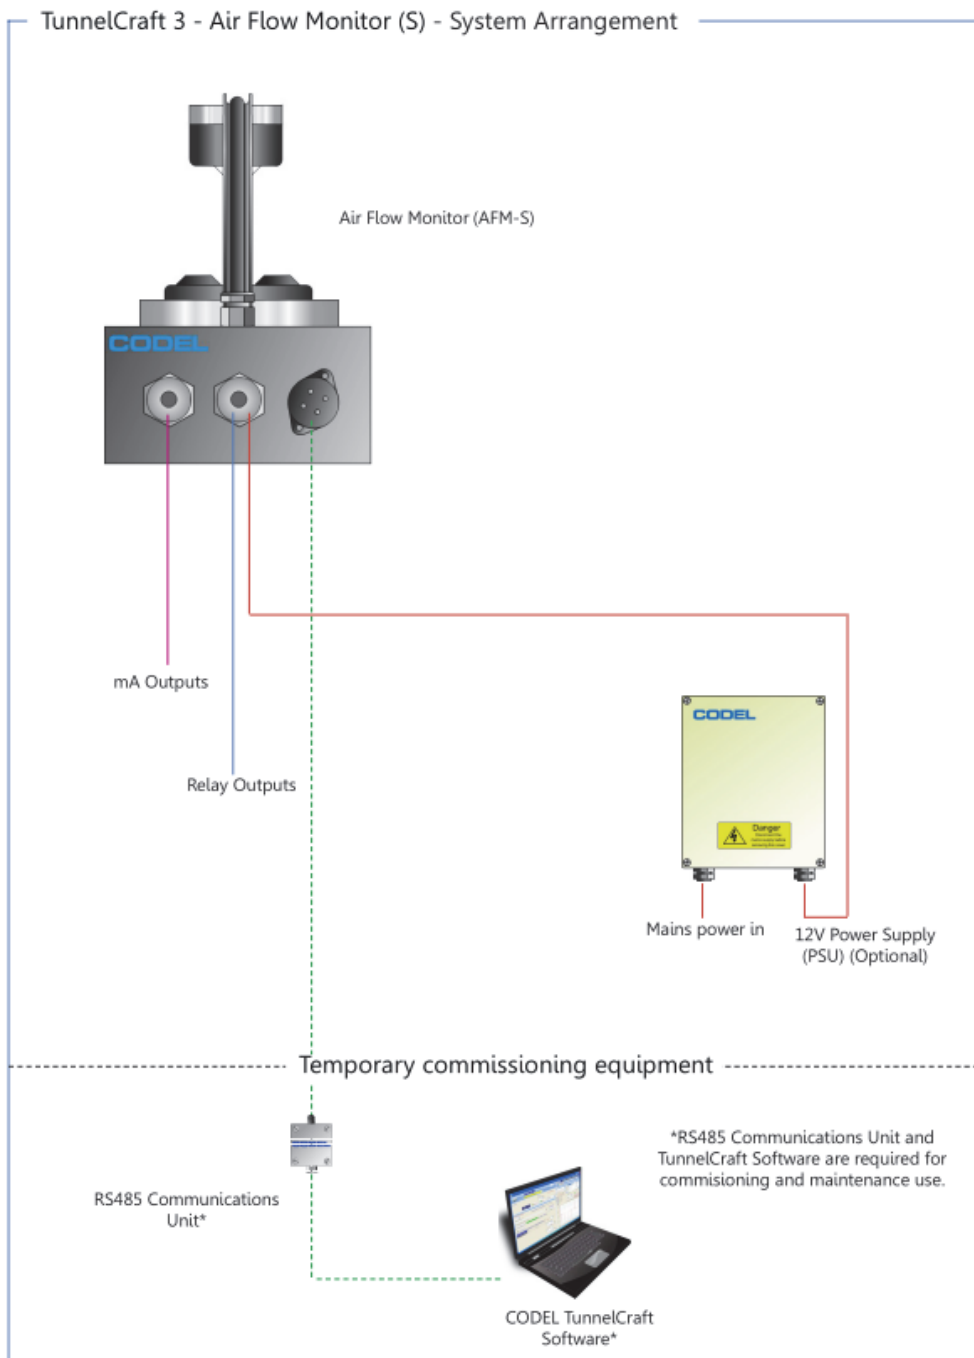 TunnelCraft 3 - Air Flow Monitor (S) - System Arrangement
Air Flow Monitor (AFM-S)
CODEL
mA Outputs
Relay Outputs
CODEL
Danger
Mains power in
12V Power Supply
(PSU) (Optional)
Temporary commissioning equipment
*RS485 Communications Unit and
TunnelCraft Software are required for
commisioning and maintenance use.
RS485 Communications
Unit*
CODEL TunnelCraft
Software*